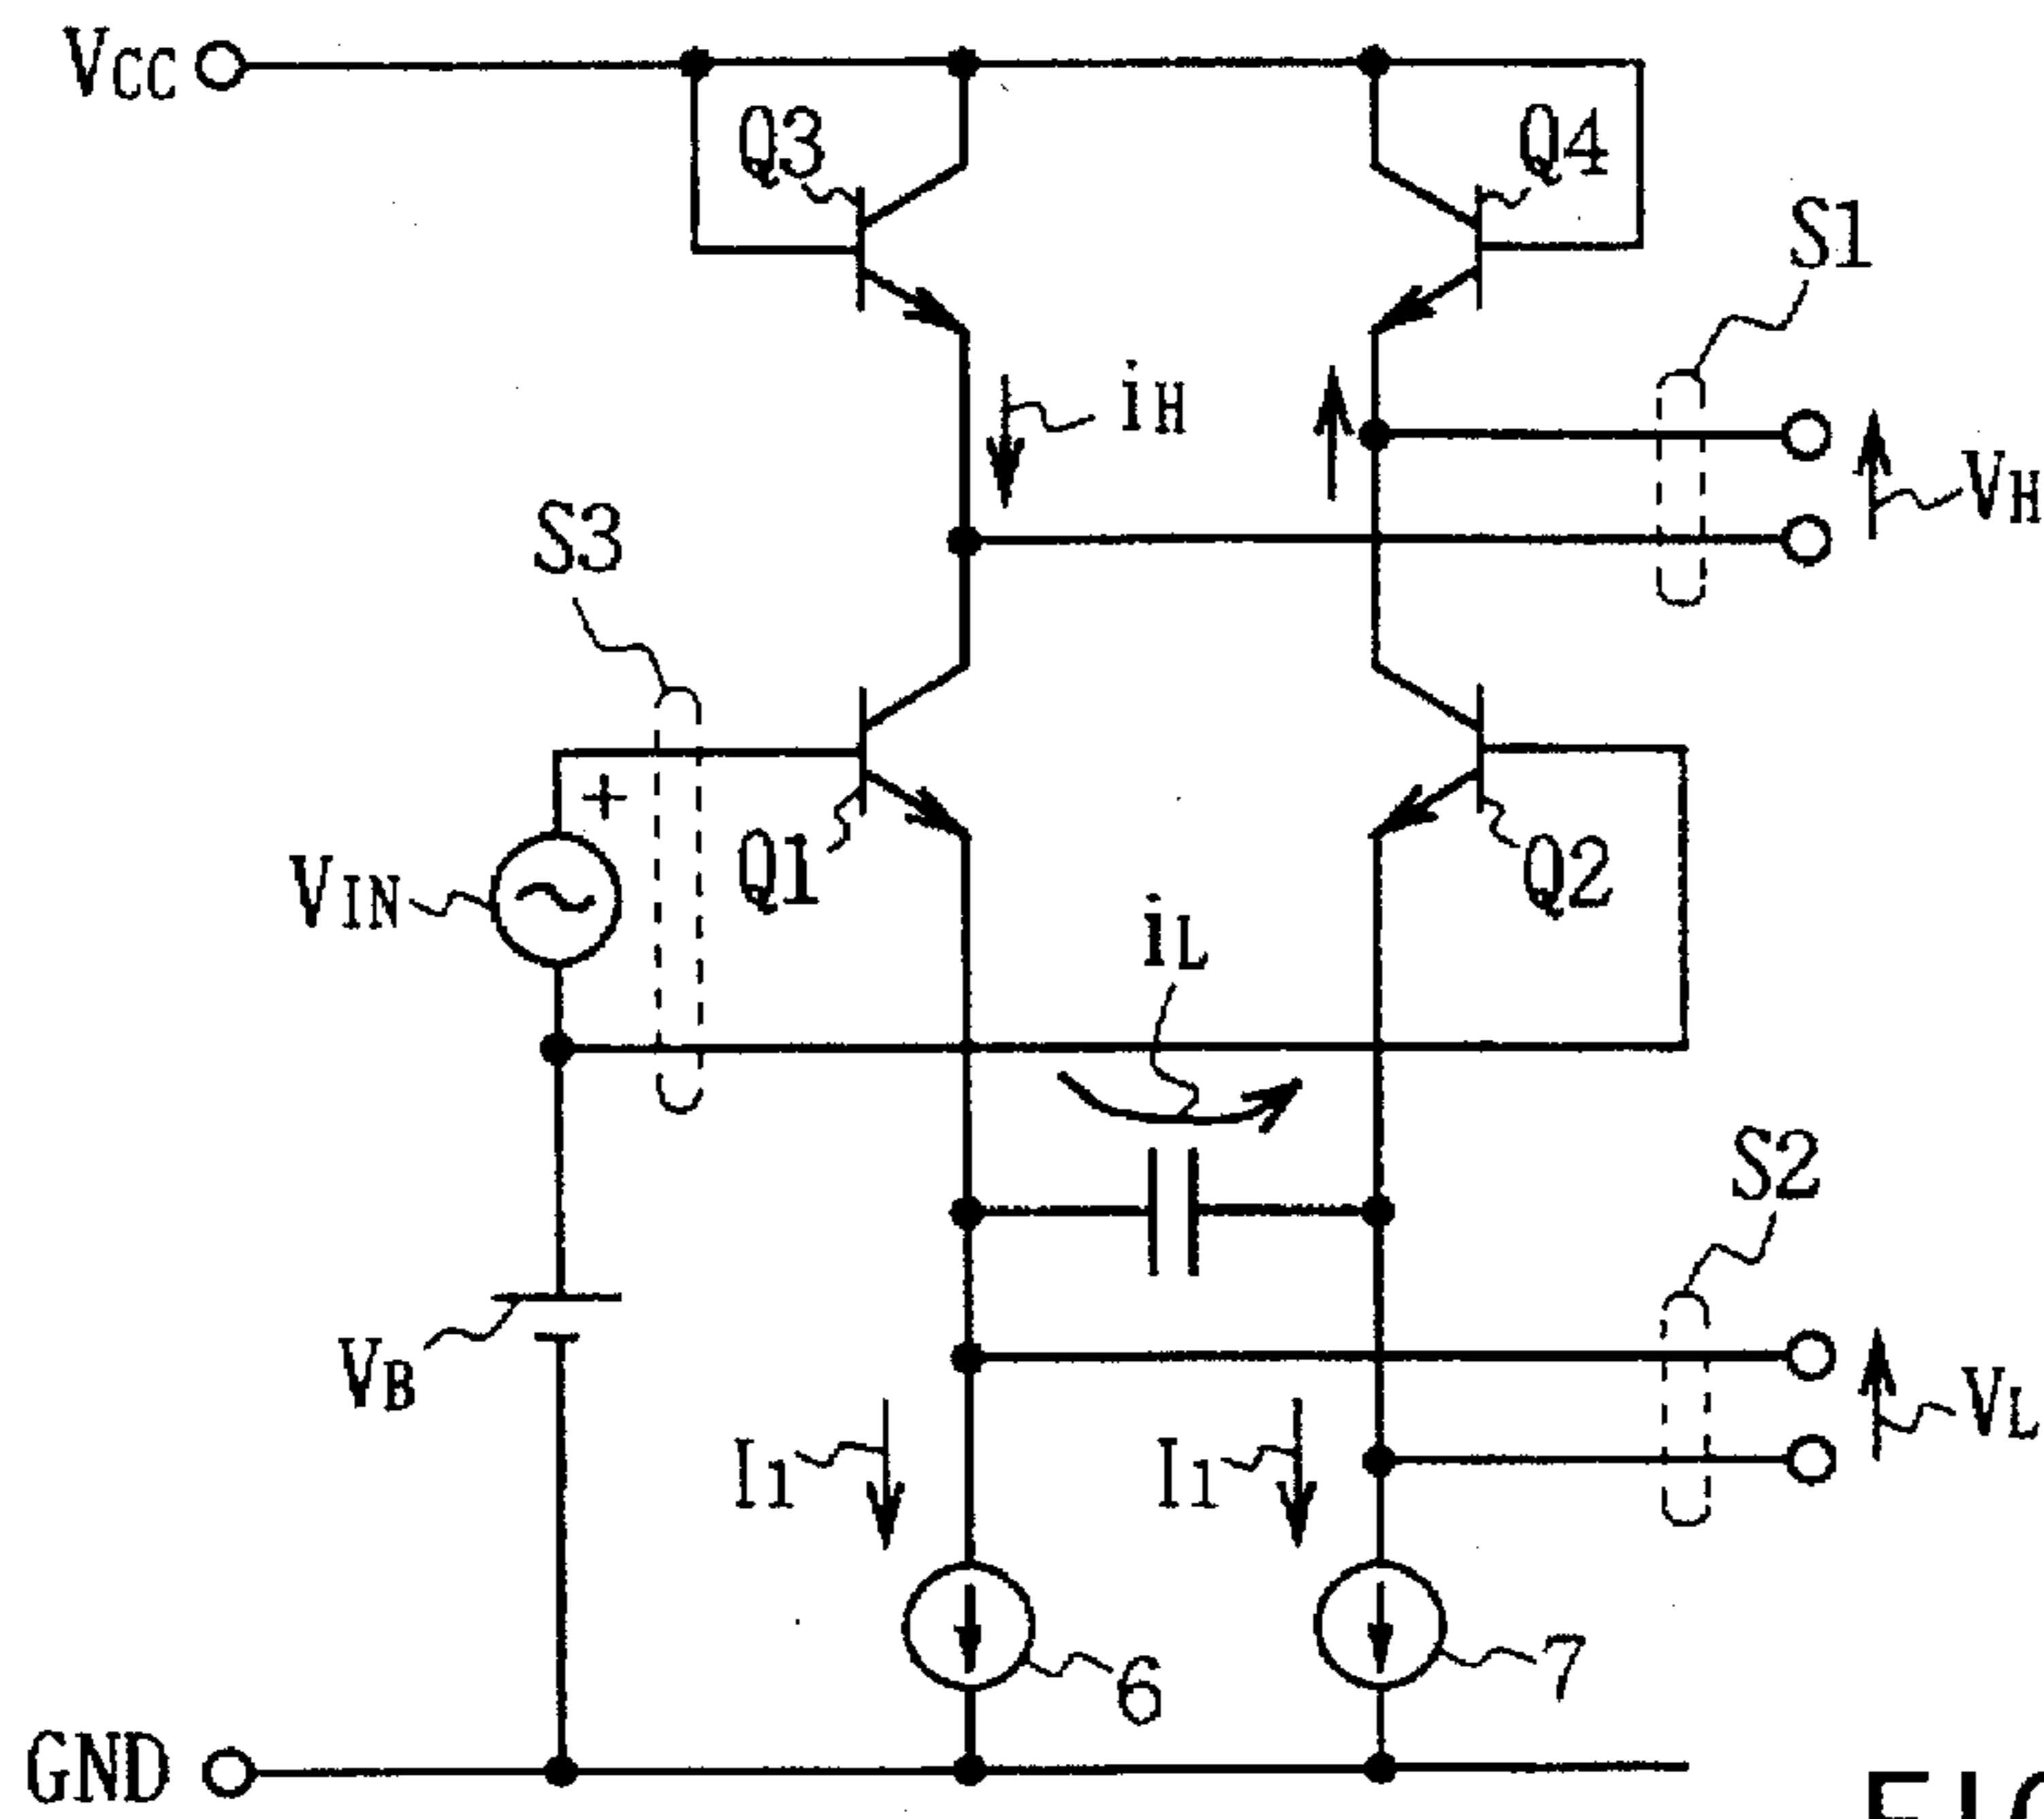 VCC
Q3
Q4
S1
iH
VH
S3
+
VIN
Q1
Q2
iL
S2
VB
VL
I1
I1
6
7
GND